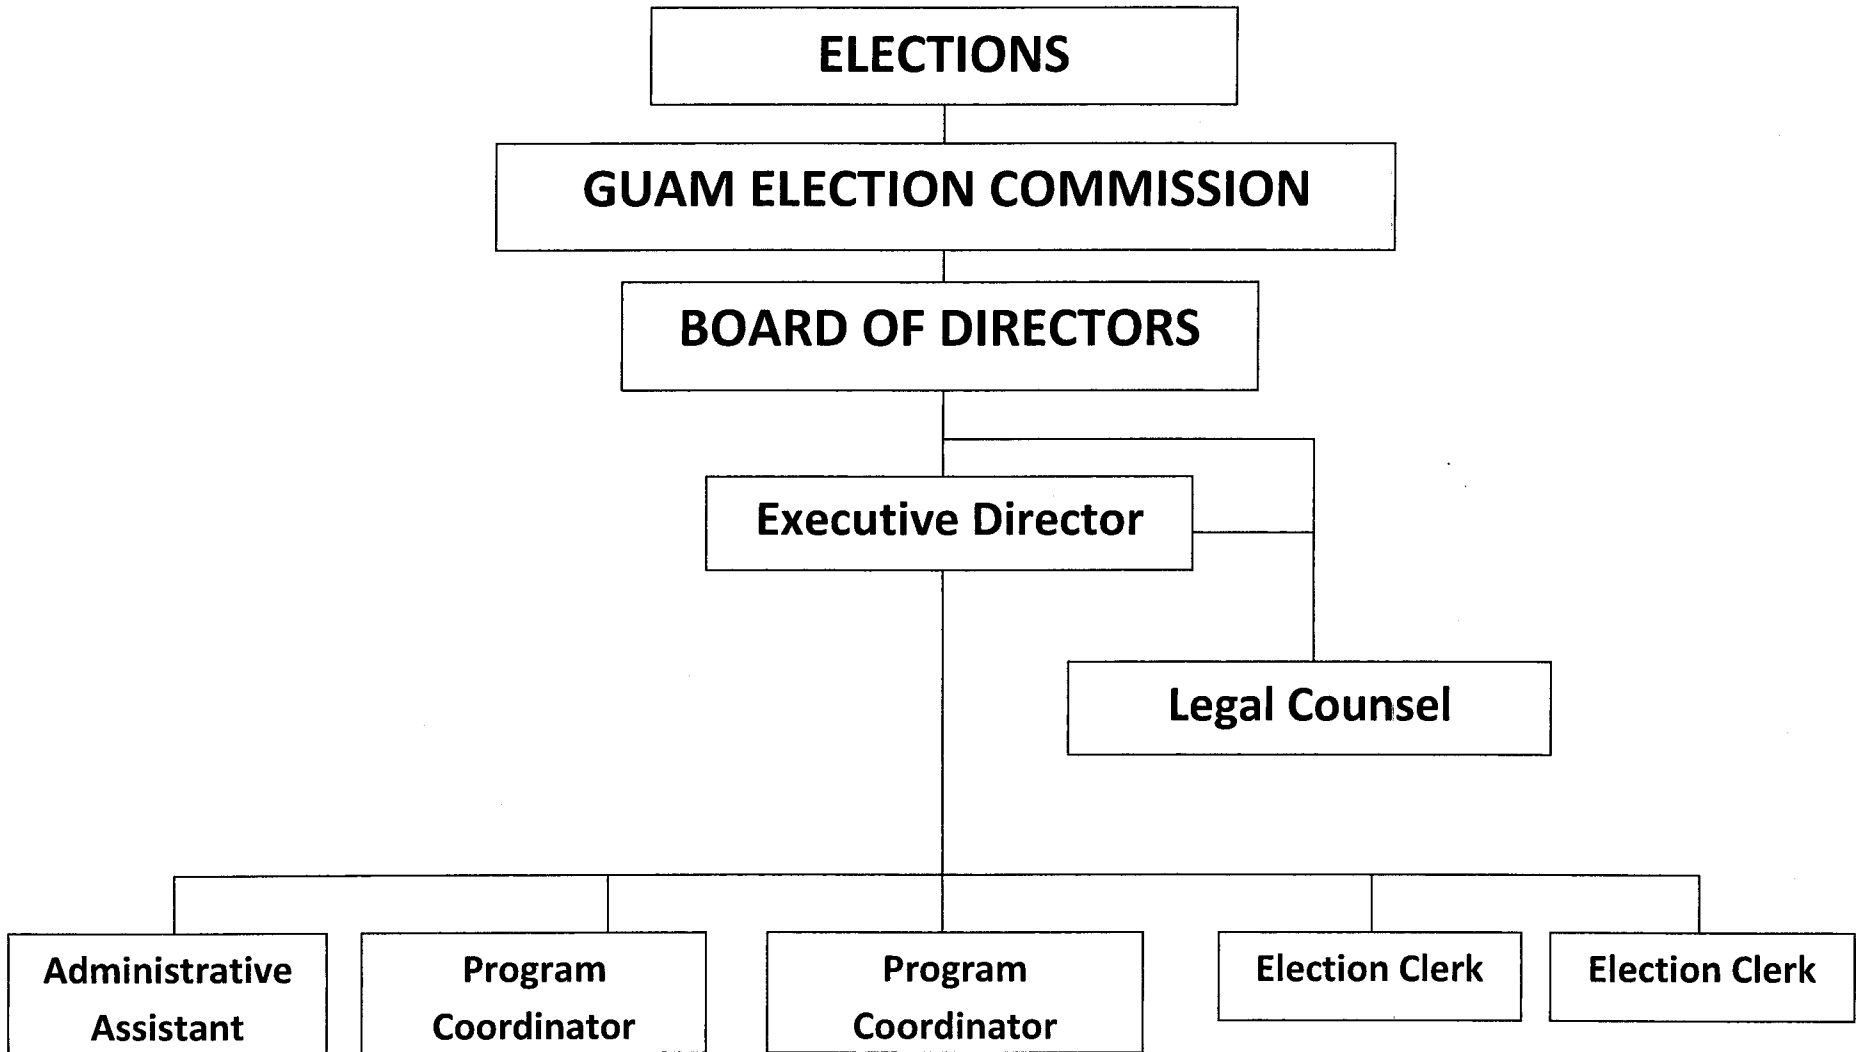 ELECTIONS
GUAM ELECTION COMMISSION
BOARD OF DIRECTORS
Executive Director
Legal Counsel
Administrative
Assistant
Program
Coordinator
Program
Coordinator
Election Clerk
Election Clerk